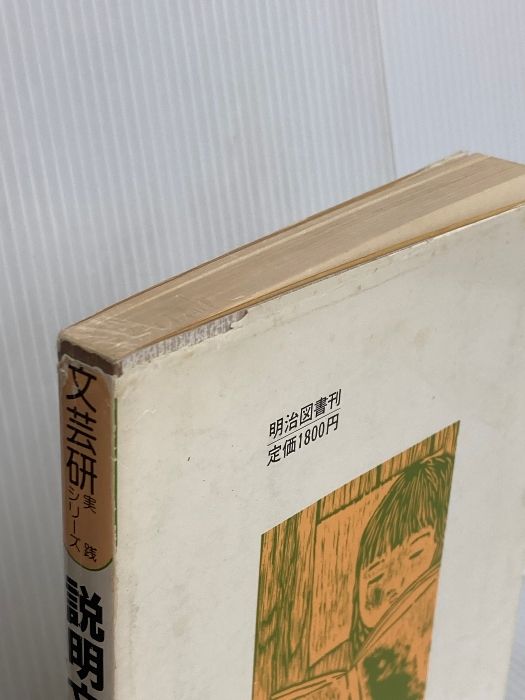 文芸研
実践
シリーズ
説明文
明治図書刊
定価1800円